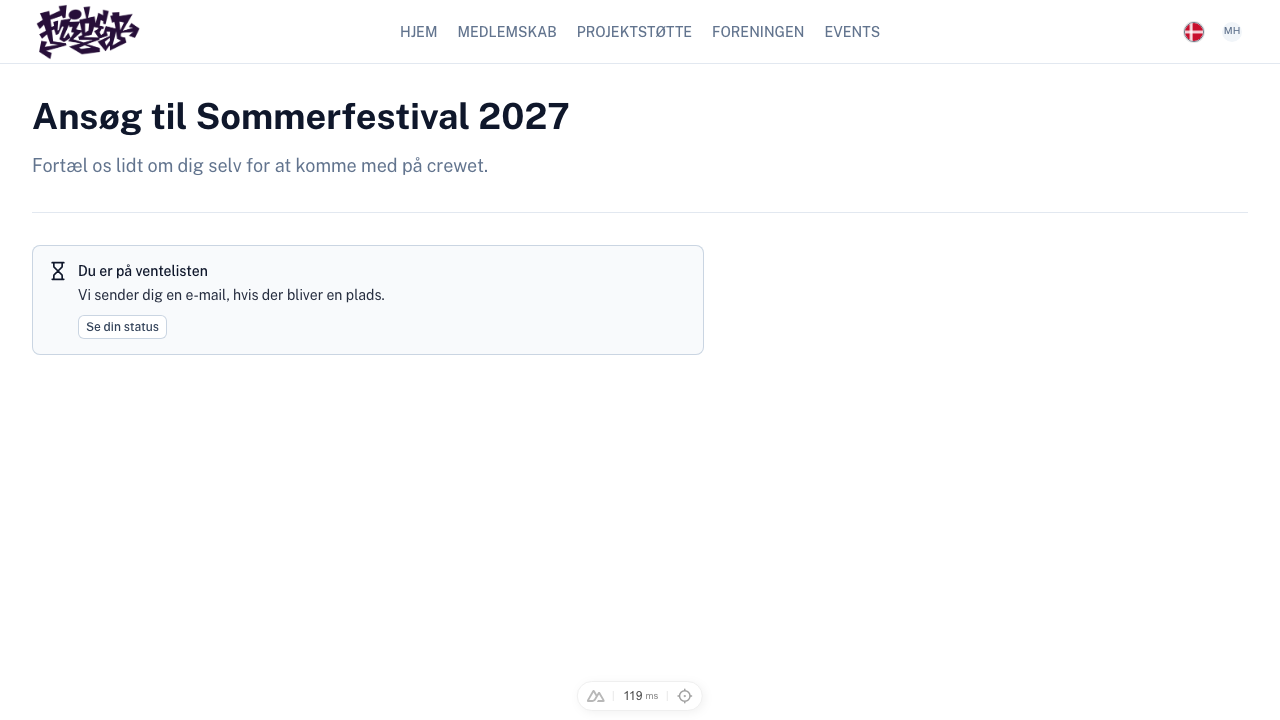 HJEM MEDLEMSKAB PROJEKTSTØTTE FORENINGEN EVENTS MH
Ansøg til Sommerfestival 2027
Fortæl os lidt om dig selv for at komme med på crewet.
Du er på ventelisten
Vi sender dig en e-mail, hvis der bliver en plads.
Se din status
119 ms